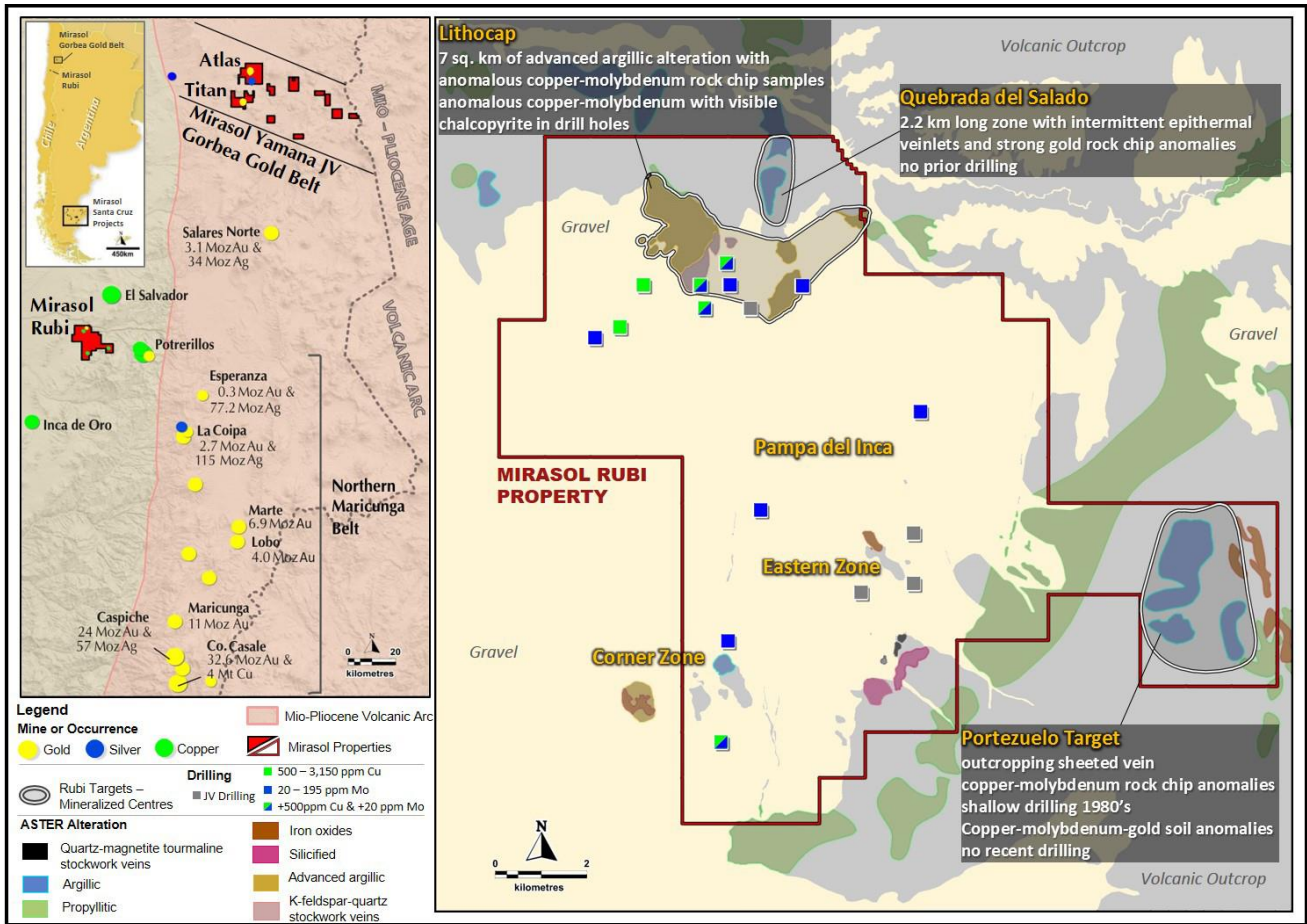 Mirasol
Gorbea Gold Belt
Mirasol
Rubi
Chile
Argentina
Mirasol
Santa Cruz
Projects
N
450km
Atlas
Titan
Mirasol Yamana JV
Gorbea Gold Belt
MIO – PLIOCENE AGE
VOLCANIC ARC
Salares Norte
3.1 Moz Au &
34 Moz Ag
El Salvador
Mirasol
Rubi
Potrerillos
Esperanza
0.3 Moz Au &
77.2 Moz Ag
Inca de Oro
La Coipa
2.7 Moz Au &
115 Moz Ag
Northern
Maricunga
Belt
Marte
6.9 Moz Au
Lobo
4.0 Moz Au
Maricunga
11 Moz Au
Caspiche
24 Moz Au &
57 Moz Ag
Co. Casale
32.6 Moz Au &
4 Mt Cu
N
0 20
kilometres
Legend
Mine or Occurrence
Gold
Silver
Copper
Mio-Pliocene Volcanic Arc
Mirasol Properties
Rubi Targets –
Mineralized Centres
Drilling
JV Drilling
500 – 3,150 ppm Cu
20 – 195 ppm Mo
+500ppm Cu & +20 ppm Mo
ASTER Alteration
Quartz-magnetite tourmaline
stockwork veins
Argillic
Propyllitic
Iron oxides
Silicified
Advanced argillic
K-feldspar-quartz
stockwork veins
Lithocap
7 sq. km of advanced argillic alteration with
anomalous copper-molybdenum rock chip samples
anomalous copper-molybdenum with visible
chalcopyrite in drill holes
Volcanic Outcrop
Quebrada del Salado
2.2 km long zone with intermittent epithermal
veinlets and strong gold rock chip anomalies
no prior drilling
Gravel
Gravel
Pampa del Inca
MIRASOL RUBI
PROPERTY
Eastern Zone
Gravel
Corner Zone
Portezuelo Target
outcropping sheeted vein
copper-molybdenum rock chip anomalies
shallow drilling 1980's
Copper-molybdenum-gold soil anomalies
no recent drilling
N
0 2
kilometres
Volcanic Outcrop